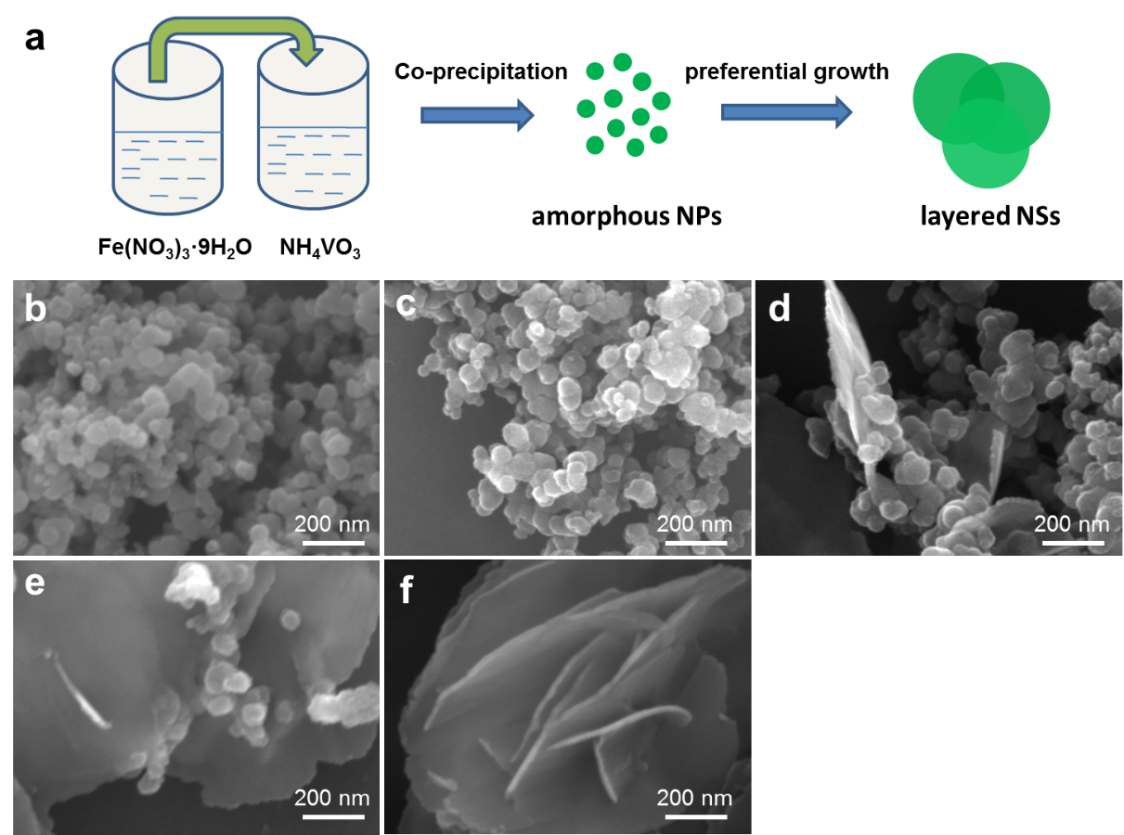 a
Co-precipitation
preferential growth
amorphous NPs
layered NSs
Fe(NO₃)₃·9H₂O
NH₄VO₃
b
200 nm
c
200 nm
d
200 nm
e
200 nm
f
200 nm